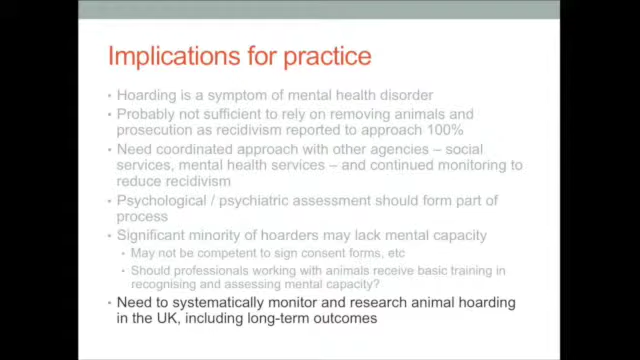 Implications for practice
• Hoarding is a symptom of mental health disorder
• Probably not sufficient to rely on removing animals and
prosecution as recidivism reported to approach 100%
• Need coordinated approach with other agencies – social
services, mental health services – and continued monitoring to
reduce recidivism
• Psychological / psychiatric assessment should form part of
process
• Significant minority of hoarders may lack mental capacity
• May not be competent to sign consent forms, etc
• Should professionals working with animals receive basic training in
recognising and assessing mental capacity?
• Need to systematically monitor and research animal hoarding
in the UK, including long-term outcomes